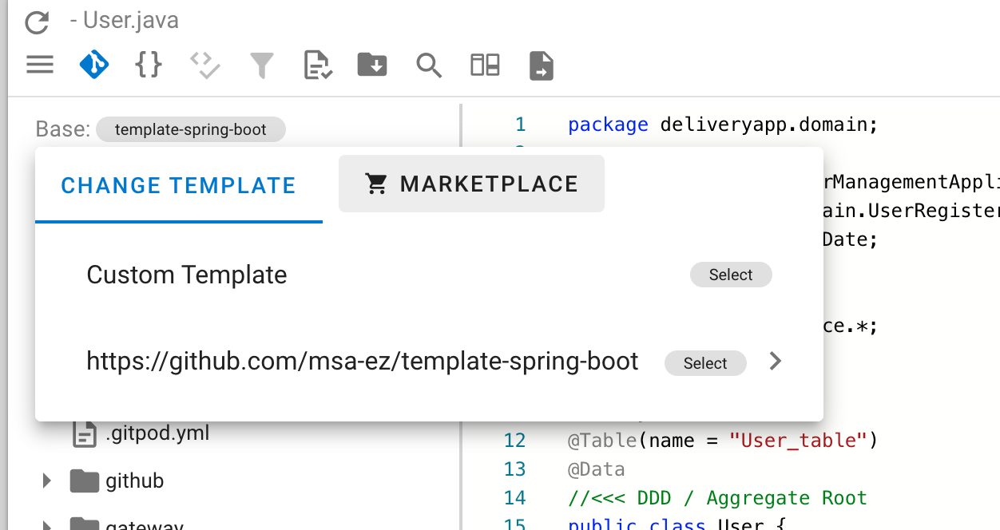 - User.java
Base: template-spring-boot
CHANGE TEMPLATE
MARKETPLACE
Custom Template Select
https://github.com/msa-ez/template-spring-boot Select
.gitpod.yml
github
gateway
1 package deliveryapp.domain;
rManagementAppli
ain.UserRegister
Date;
ce.*;
12 @Table(name = "User_table")
13 @Data
14 //<<< DDD / Aggregate Root
15 public class User {